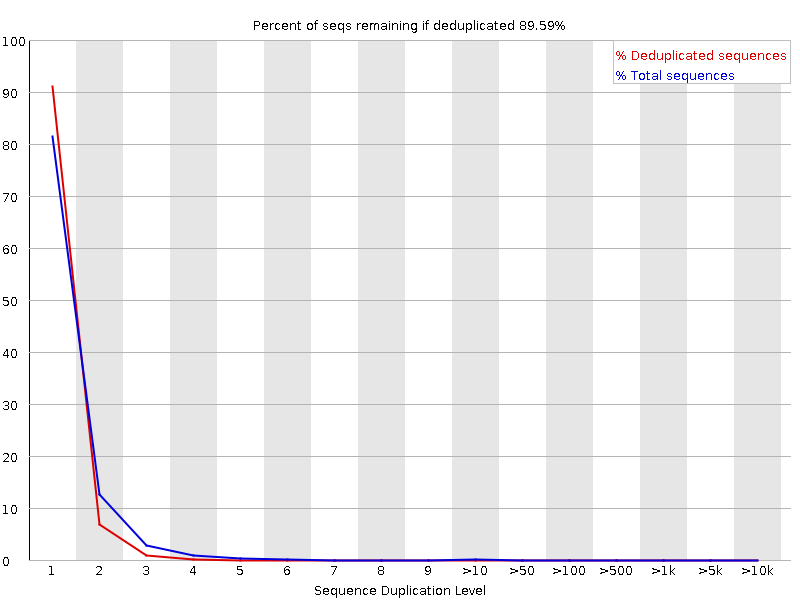 Percent of seqs remaining if deduplicated 89.59%
% Deduplicated sequences
% Total sequences
100
90
80
70
60
50
40
30
20
10
0
1 2 3 4 5 6 7 8 9 >10 >50 >100 >500 >1k >5k >10k
Sequence Duplication Level